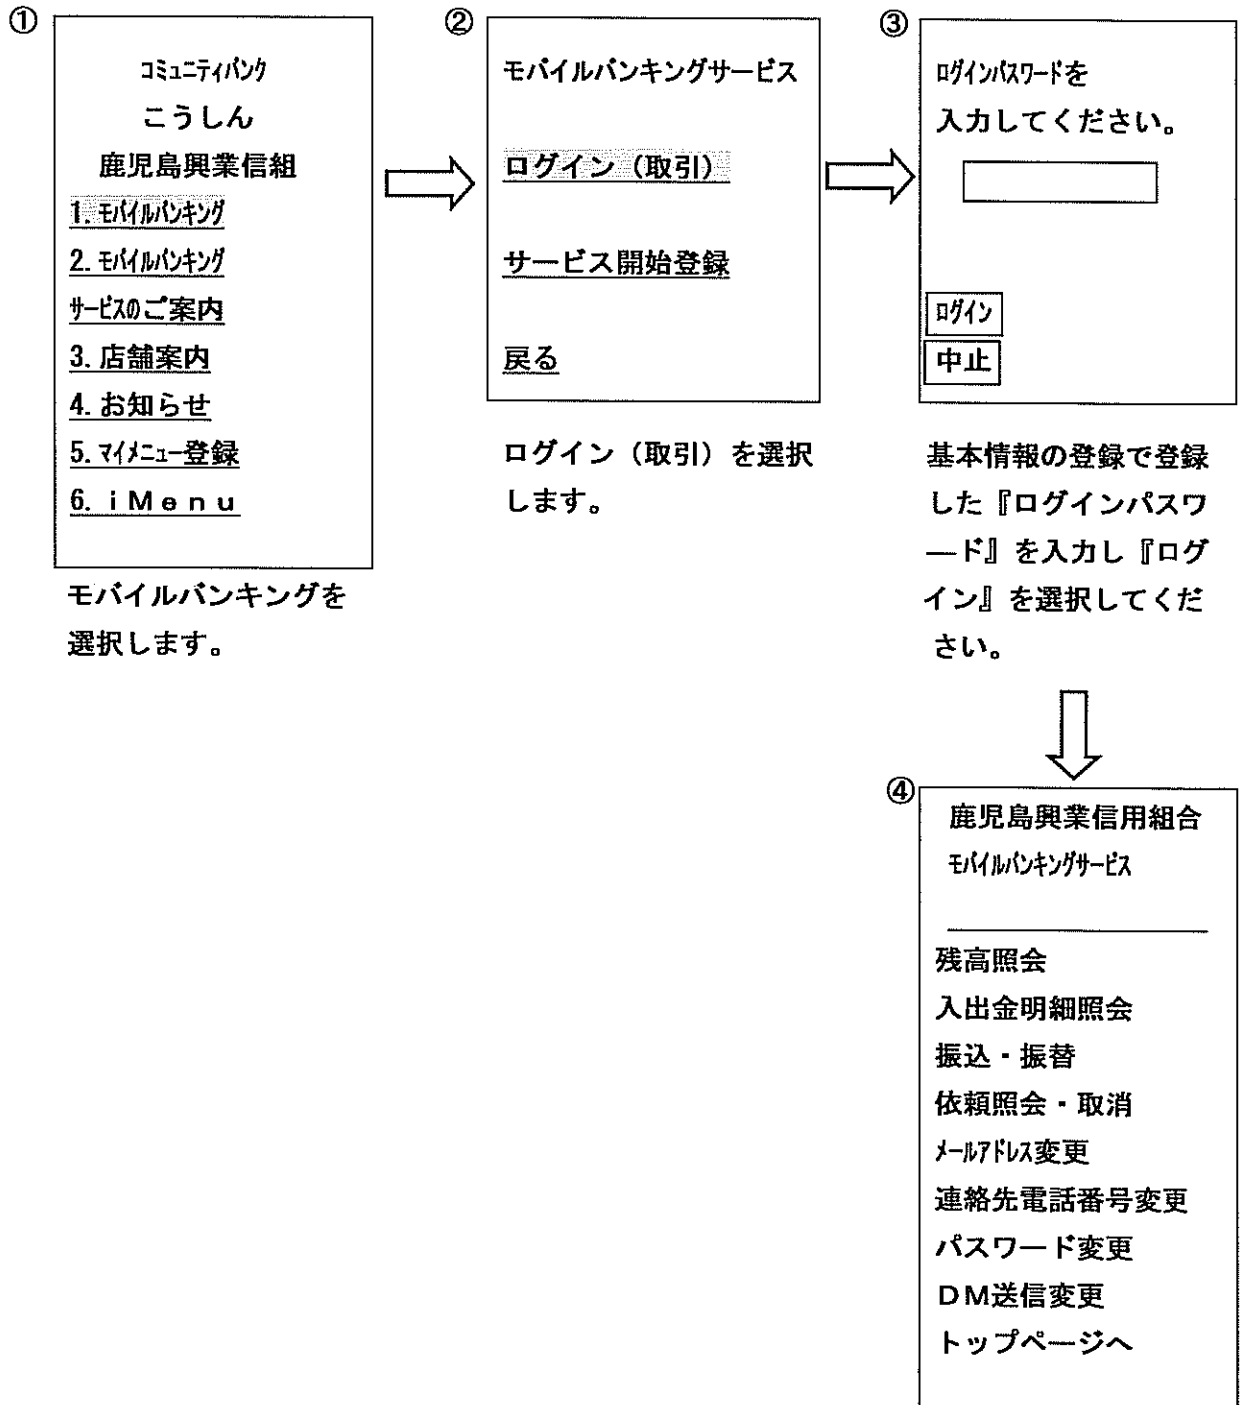 ①
コミュニティバンク
こうしん
鹿児島興業信組
1. モバイルバンキング
2. モバイルバンキング
サービスのご案内
3. 店舗案内
4. お知らせ
5. マイメニュー登録
6. iMenu
モバイルバンキングを
選択します。
②
モバイルバンキングサービス
ログイン（取引）
サービス開始登録
戻る
ログイン（取引）を選択
します。
③
ログインパスワードを
入力してください。
ログイン
中止
基本情報の登録で登録
した『ログインパスワ
ード』を入力し『ログ
イン』を選択してくだ
さい。
④
鹿児島興業信用組合
モバイルバンキングサービス
残高照会
入出金明細照会
振込・振替
依頼照会・取消
メールアドレス変更
連絡先電話番号変更
パスワード変更
DM送信変更
トップページへ